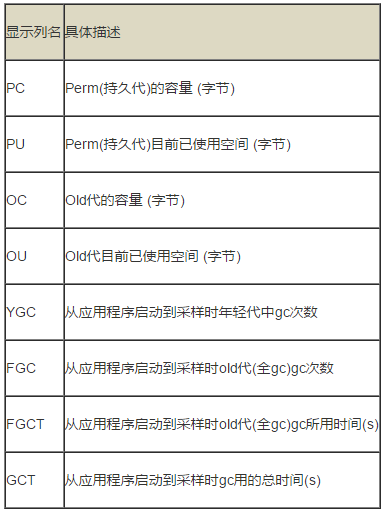 显示列名 具体描述
PC Perm(持久代)的容量 (字节)
PU Perm(持久代)目前已使用空间 (字节)
OC Old代的容量 (字节)
OU Old代目前已使用空间 (字节)
YGC 从应用程序启动到采样时年轻代中gc次数
FGC 从应用程序启动到采样时old代(全gc)gc次数
FGCT 从应用程序启动到采样时old代(全gc)gc所用时间(s)
GCT 从应用程序启动到采样时gc用的总时间(s)